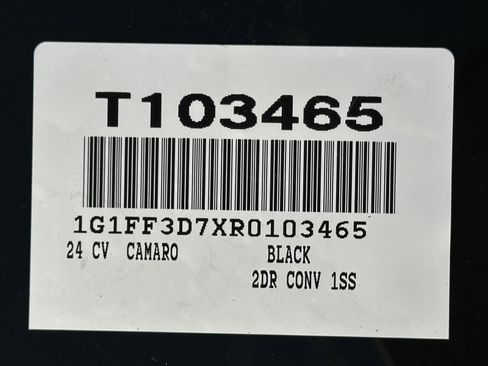 T103465
1G1FF3D7XR0103465
24 CV CAMARO BLACK
2DR CONV 1SS